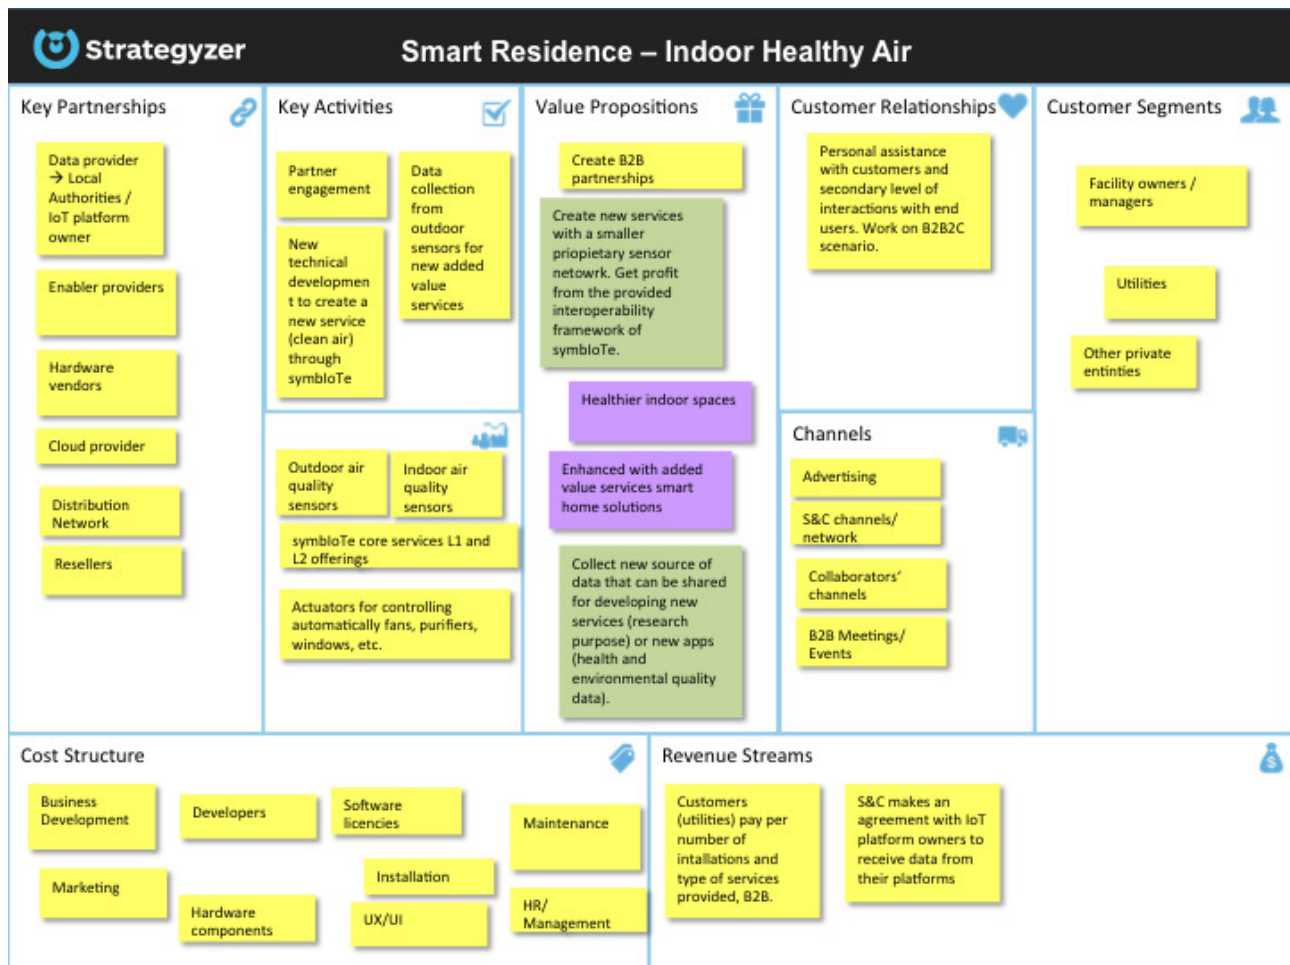 Strategyzer
Smart Residence – Indoor Healthy Air
Key Partnerships
Data provider
→ Local
Authorities /
IoT platform
owner
Enabler providers
Hardware
vendors
Cloud provider
Distribution
Network
Resellers
Key Activities
Partner
engagement
Data
collection
from
outdoor
sensors for
new added
value
services
New
technical
developmen
t to create a
new service
(clean air)
through
symbIoTe
Outdoor air
quality
sensors
Indoor air
quality
sensors
symbIoTe core services L1 and
L2 offerings
Actuators for controlling
automatically fans, purifiers,
windows, etc.
Value Propositions
Create B2B
partnerships
Create new services
with a smaller
priopietary sensor
netowrk. Get profit
from the provided
interoperability
framework of
symbIoTe.
Healthier indoor spaces
Enhanced with added
value services smart
home solutions
Collect new source of
data that can be shared
for developing new
services (research
purpose) or new apps
(health and
environmental quality
data).
Customer Relationships
Personal assistance
with customers and
secondary level of
interactions with end
users. Work on B2B2C
scenario.
Channels
Advertising
S&C channels/
network
Collaborators'
channels
B2B Meetings/
Events
Customer Segments
Facility owners /
managers
Utilities
Other private
entinties
Cost Structure
Business
Development
Developers
Software
licencies
Maintenance
Marketing
Installation
Hardware
components
UX/UI
HR/
Management
Revenue Streams
Customers
(utilities) pay per
number of
intallations and
type of services
provided, B2B.
S&C makes an
agreement with IoT
platform owners to
receive data from
their platforms